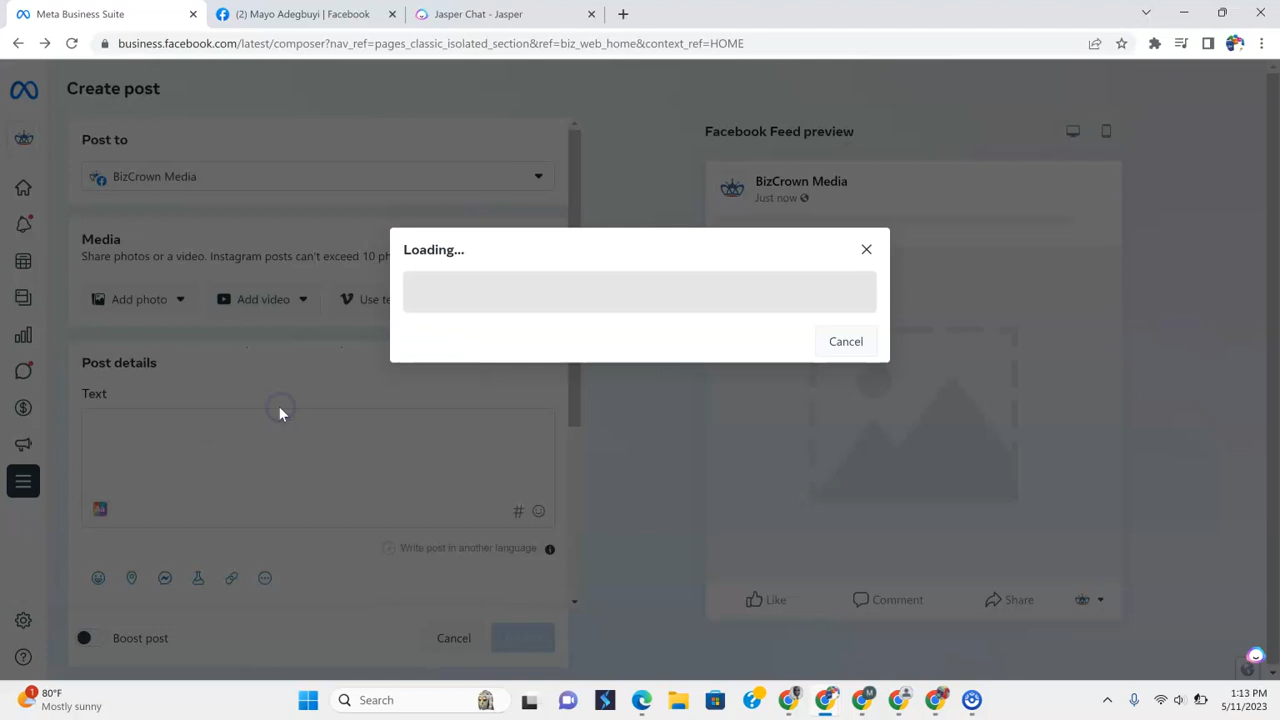 Meta Business Suite
(2) Mayo Adegbuyi | Facebook
Jasper Chat - Jasper
business.facebook.com/latest/composer?nav_ref=pages_classic_isolated_section&ref=biz_web_home&context_ref=HOME
Create post
Post to
BizCrown Media
Media
Share photos or a video. Instagram posts can't exceed 10 ph
Add photo
Add video
Use te
Post details
Text
Write post in another language
Boost post
Cancel
Loading...
Cancel
Facebook Feed preview
BizCrown Media
Just now
Like
Comment
Share
1
80°F
Mostly sunny
Search
1:13 PM
5/11/2023